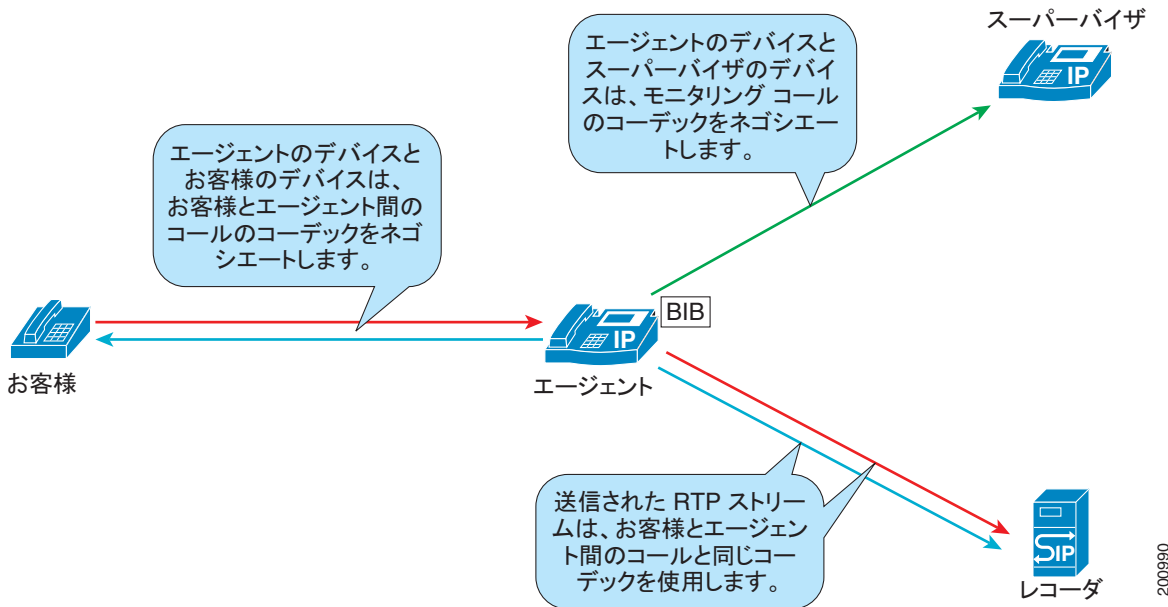 スーパーバイザ
IP
エージェントのデバイスと
スーパーバイザのデバイ
スは、モニタリング コール
のコーデックをネゴシエー
トします。
エージェントのデバイスと
お客様のデバイスは、
お客様とエージェント間の
コールのコーデックをネゴ
シエートします。
BIB
IP
お客様
エージェント
送信された RTP ストリー
ムは、お客様とエージェン
ト間のコールと同じコー
デックを使用します。
SIP
レコーダ
200990